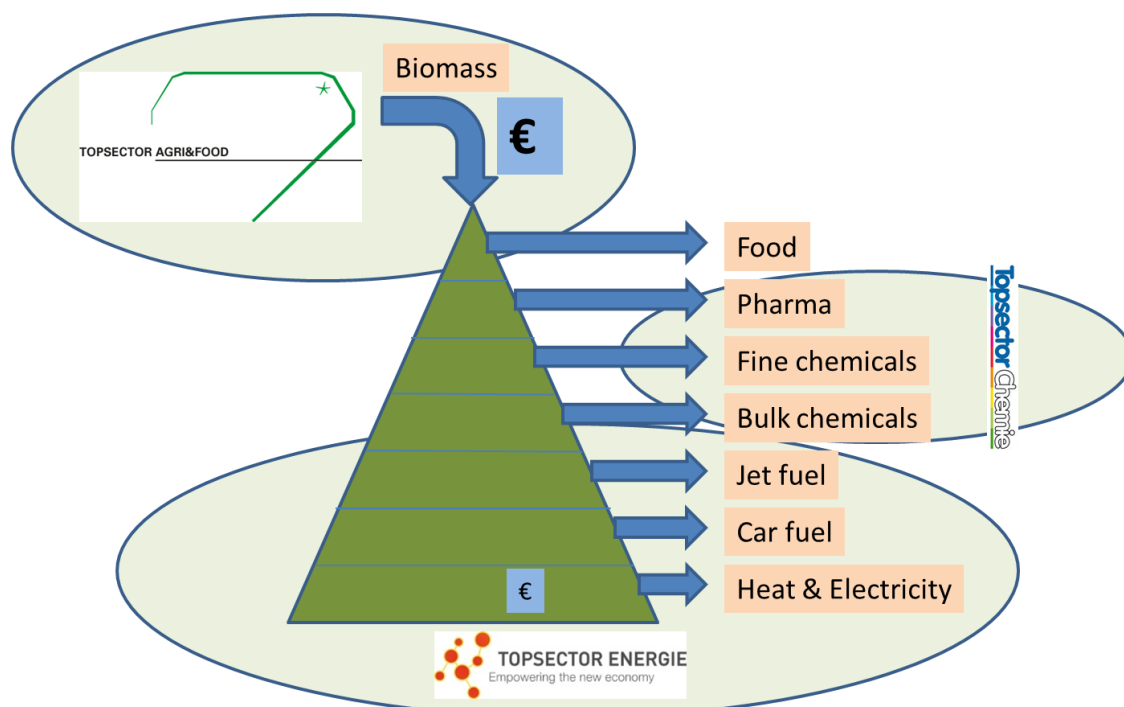 Biomass
€
TOPSECTOR AGRI&FOOD
Food
Pharma
Fine chemicals
Bulk chemicals
Topsector Chemie
Jet fuel
Car fuel
Heat & Electricity
€
TOPSECTOR ENERGIE
Empowering the new economy